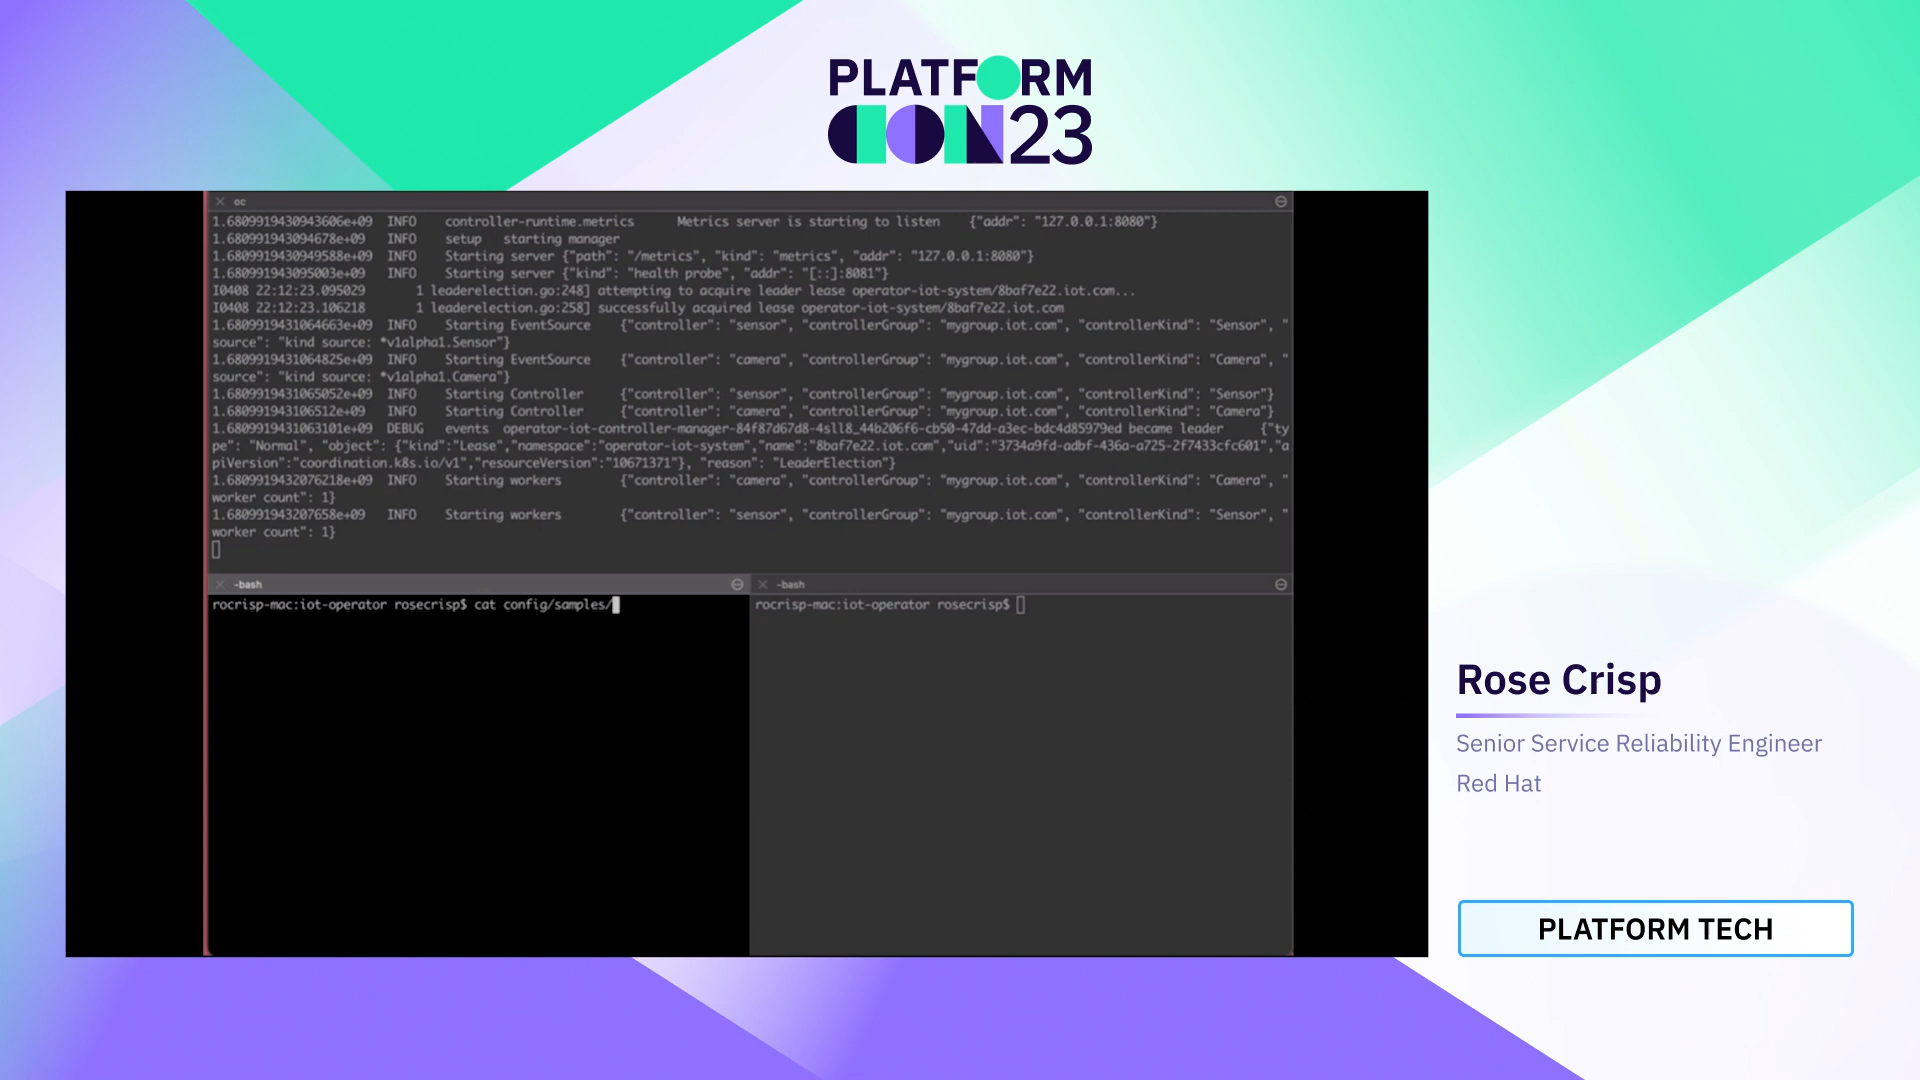 PLATFORM
CON23
oc
1.6809919430943606e+09 INFO controller-runtime.metrics Metrics server is starting to listen {"addr": "127.0.0.1:8080"}
1.680991943094678e+09 INFO setup starting manager
1.6809919430949588e+09 INFO Starting server {"path": "/metrics", "kind": "metrics", "addr": "127.0.0.1:8080"}
1.680991943095003e+09 INFO Starting server {"kind": "health probe", "addr": "[::]:8081"}
I0408 22:12:23.095029 1 leaderelection.go:248] attempting to acquire leader lease operator-iot-system/8baf7e22.iot.com...
I0408 22:12:23.106218 1 leaderelection.go:258] successfully acquired lease operator-iot-system/8baf7e22.iot.com
1.6809919431064663e+09 INFO Starting EventSource {"controller": "sensor", "controllerGroup": "mygroup.iot.com", "controllerKind": "Sensor", "
source": "kind source: *v1alpha1.Sensor"}
1.6809919431064825e+09 INFO Starting EventSource {"controller": "camera", "controllerGroup": "mygroup.iot.com", "controllerKind": "Camera", "
source": "kind source: *v1alpha1.Camera"}
1.6809919431065052e+09 INFO Starting Controller {"controller": "sensor", "controllerGroup": "mygroup.iot.com", "controllerKind": "Sensor"}
1.680991943106512e+09 INFO Starting Controller {"controller": "camera", "controllerGroup": "mygroup.iot.com", "controllerKind": "Camera"}
1.6809919431063101e+09 DEBUG events operator-iot-controller-manager-84f87d67d8-4sll8_44b206f6-cb50-47dd-a3ec-bdc4d85979ed became leader {"ty
pe": "Normal", "object": {"kind":"Lease","namespace":"operator-iot-system","name":"8baf7e22.iot.com","uid":"3734a9fd-adbf-436a-a725-2f7433cfc601","a
piVersion":"coordination.k8s.io/v1","resourceVersion":"10671371"}, "reason": "LeaderElection"}
1.6809919432076218e+09 INFO Starting workers {"controller": "camera", "controllerGroup": "mygroup.iot.com", "controllerKind": "Camera", "
worker count": 1}
1.680991943207658e+09 INFO Starting workers {"controller": "sensor", "controllerGroup": "mygroup.iot.com", "controllerKind": "Sensor", "
worker count": 1}
-bash
rocrisp-mac:iot-operator rosecrisp$ cat config/samples/
-bash
rocrisp-mac:iot-operator rosecrisp$
Rose Crisp
Senior Service Reliability Engineer
Red Hat
PLATFORM TECH